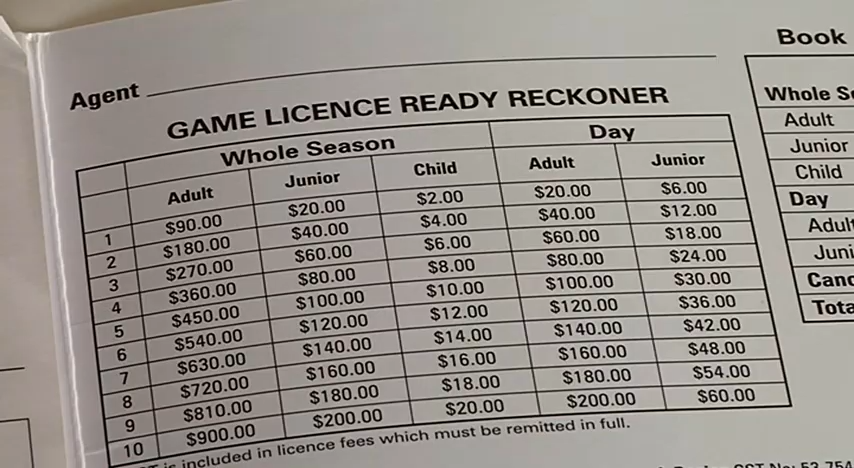 Agent
GAME LICENCE READY RECKONER
Whole Season Day
Adult Junior Child Adult Junior
1 $90.00 $20.00 $2.00 $20.00 $6.00
2 $180.00 $40.00 $4.00 $40.00 $12.00
3 $270.00 $60.00 $6.00 $60.00 $18.00
4 $360.00 $80.00 $8.00 $80.00 $24.00
5 $450.00 $100.00 $10.00 $100.00 $30.00
6 $540.00 $120.00 $12.00 $120.00 $36.00
7 $630.00 $140.00 $14.00 $140.00 $42.00
8 $720.00 $160.00 $16.00 $160.00 $48.00
9 $810.00 $180.00 $18.00 $180.00 $54.00
10 $900.00 $200.00 $20.00 $200.00 $60.00
is included in licence fees which must be remitted in full.
Book
Whole
Adult
Junior
Child
Day
Adult